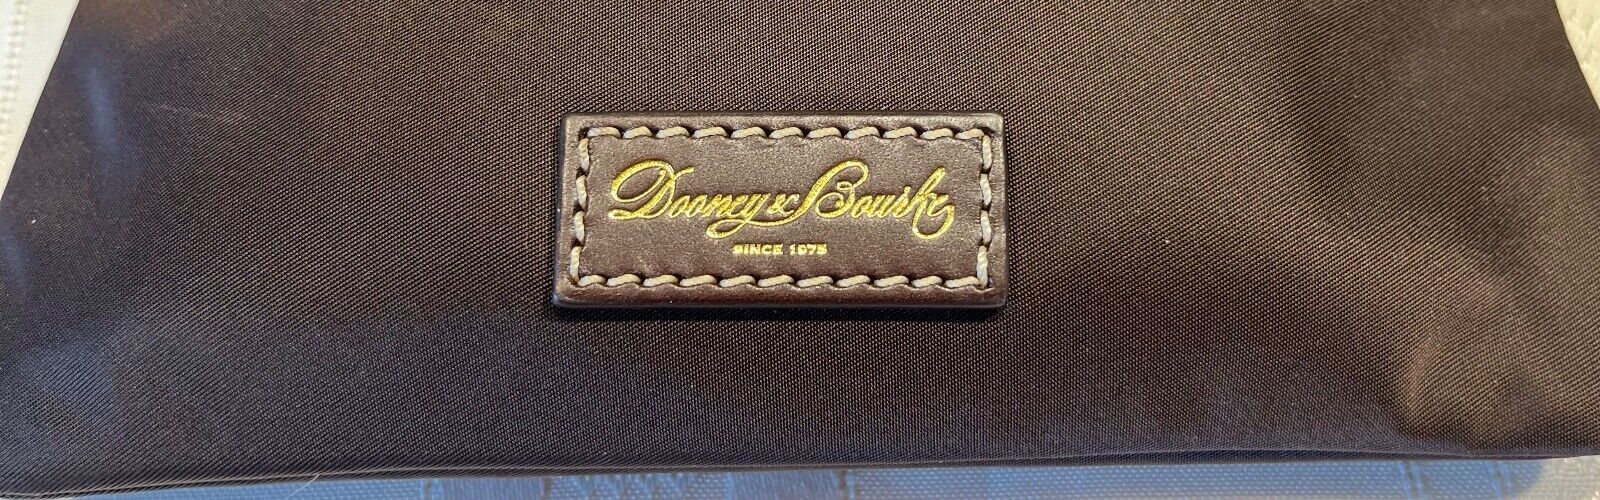 Dooney & Bourke
SINCE 1975